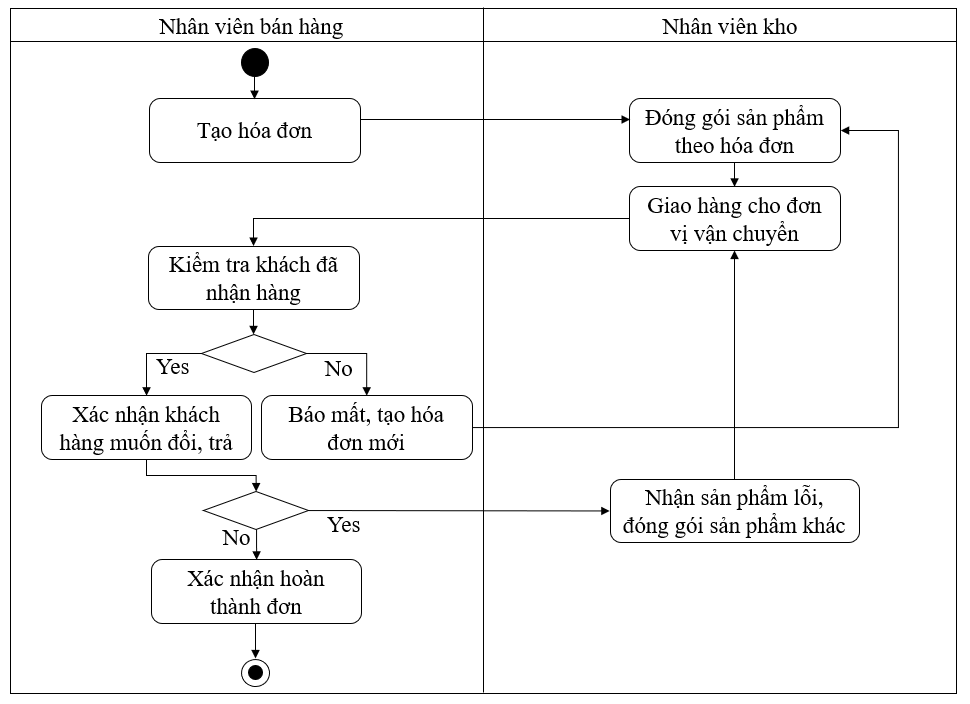 Nhân viên bán hàng
Nhân viên kho
Tạo hóa đơn
Đóng gói sản phẩm
theo hóa đơn
Giao hàng cho đơn
vị vận chuyển
Kiểm tra khách đã
nhận hàng
Yes
No
Xác nhận khách
hàng muốn đổi, trả
Báo mất, tạo hóa
đơn mới
Nhận sản phẩm lỗi,
đóng gói sản phẩm khác
Yes
No
Xác nhận hoàn
thành đơn